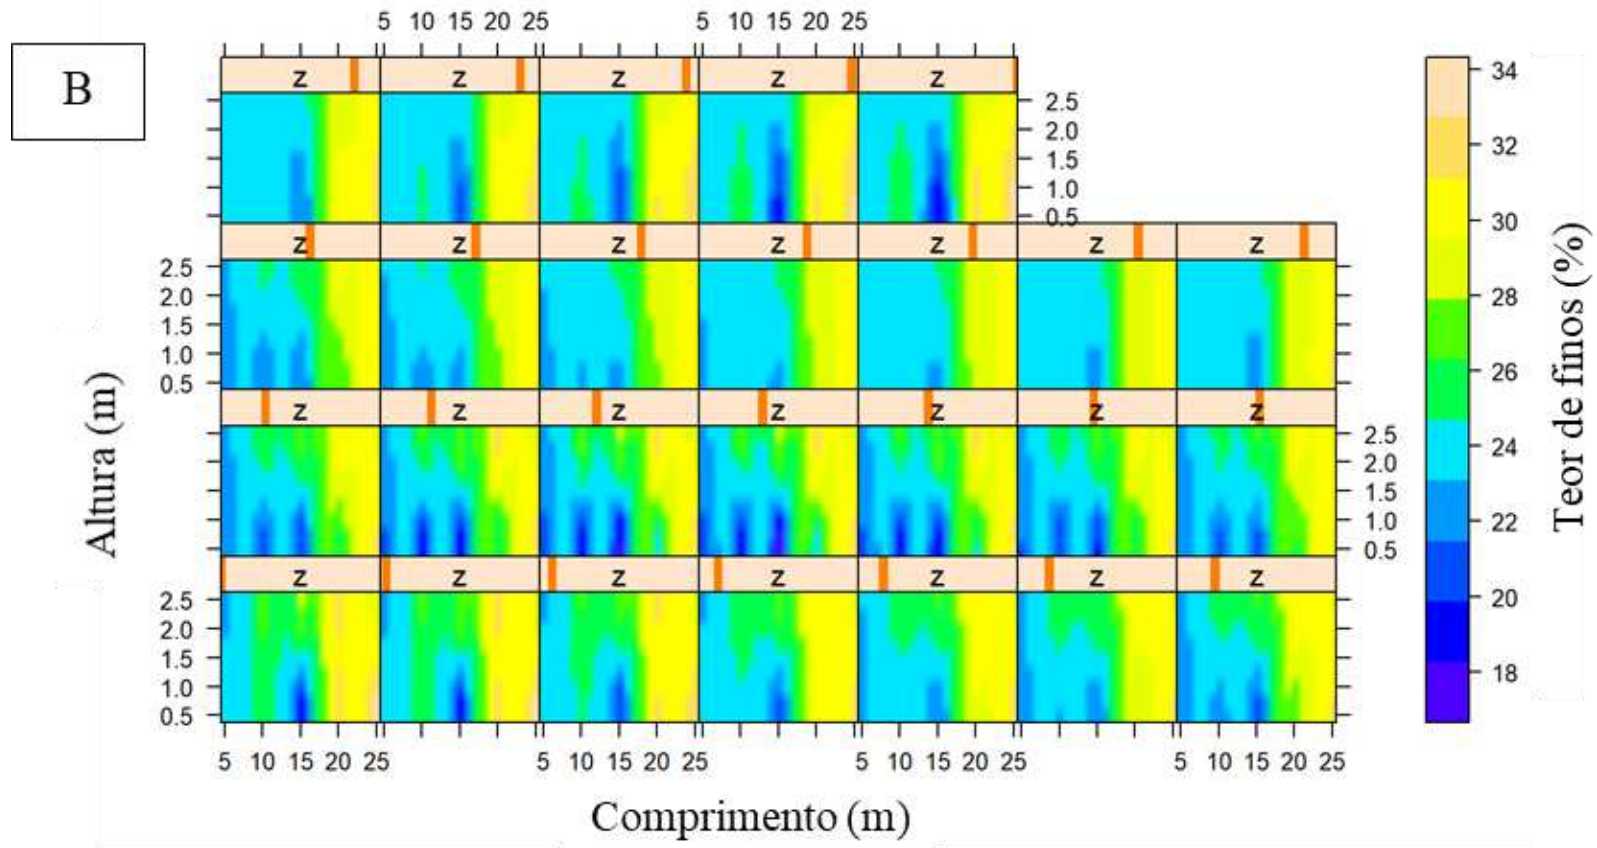 5 10 15 20 25 5 10 15 20 25
B
z z z z z
2.5
2.0
1.5
1.0
0.5
z z z z z z z
2.5
2.0
1.5
1.0
0.5
z z z z z z z
2.5
2.0
1.5
1.0
0.5
z z z z z z z
2.5
2.0
1.5
1.0
0.5
5 10 15 20 25 5 10 15 20 25 5 10 15 20 25 5 10 15 20 25
Altura (m)
Comprimento (m)
34
32
30
28
26
24
22
20
18
Teor de finos (%)